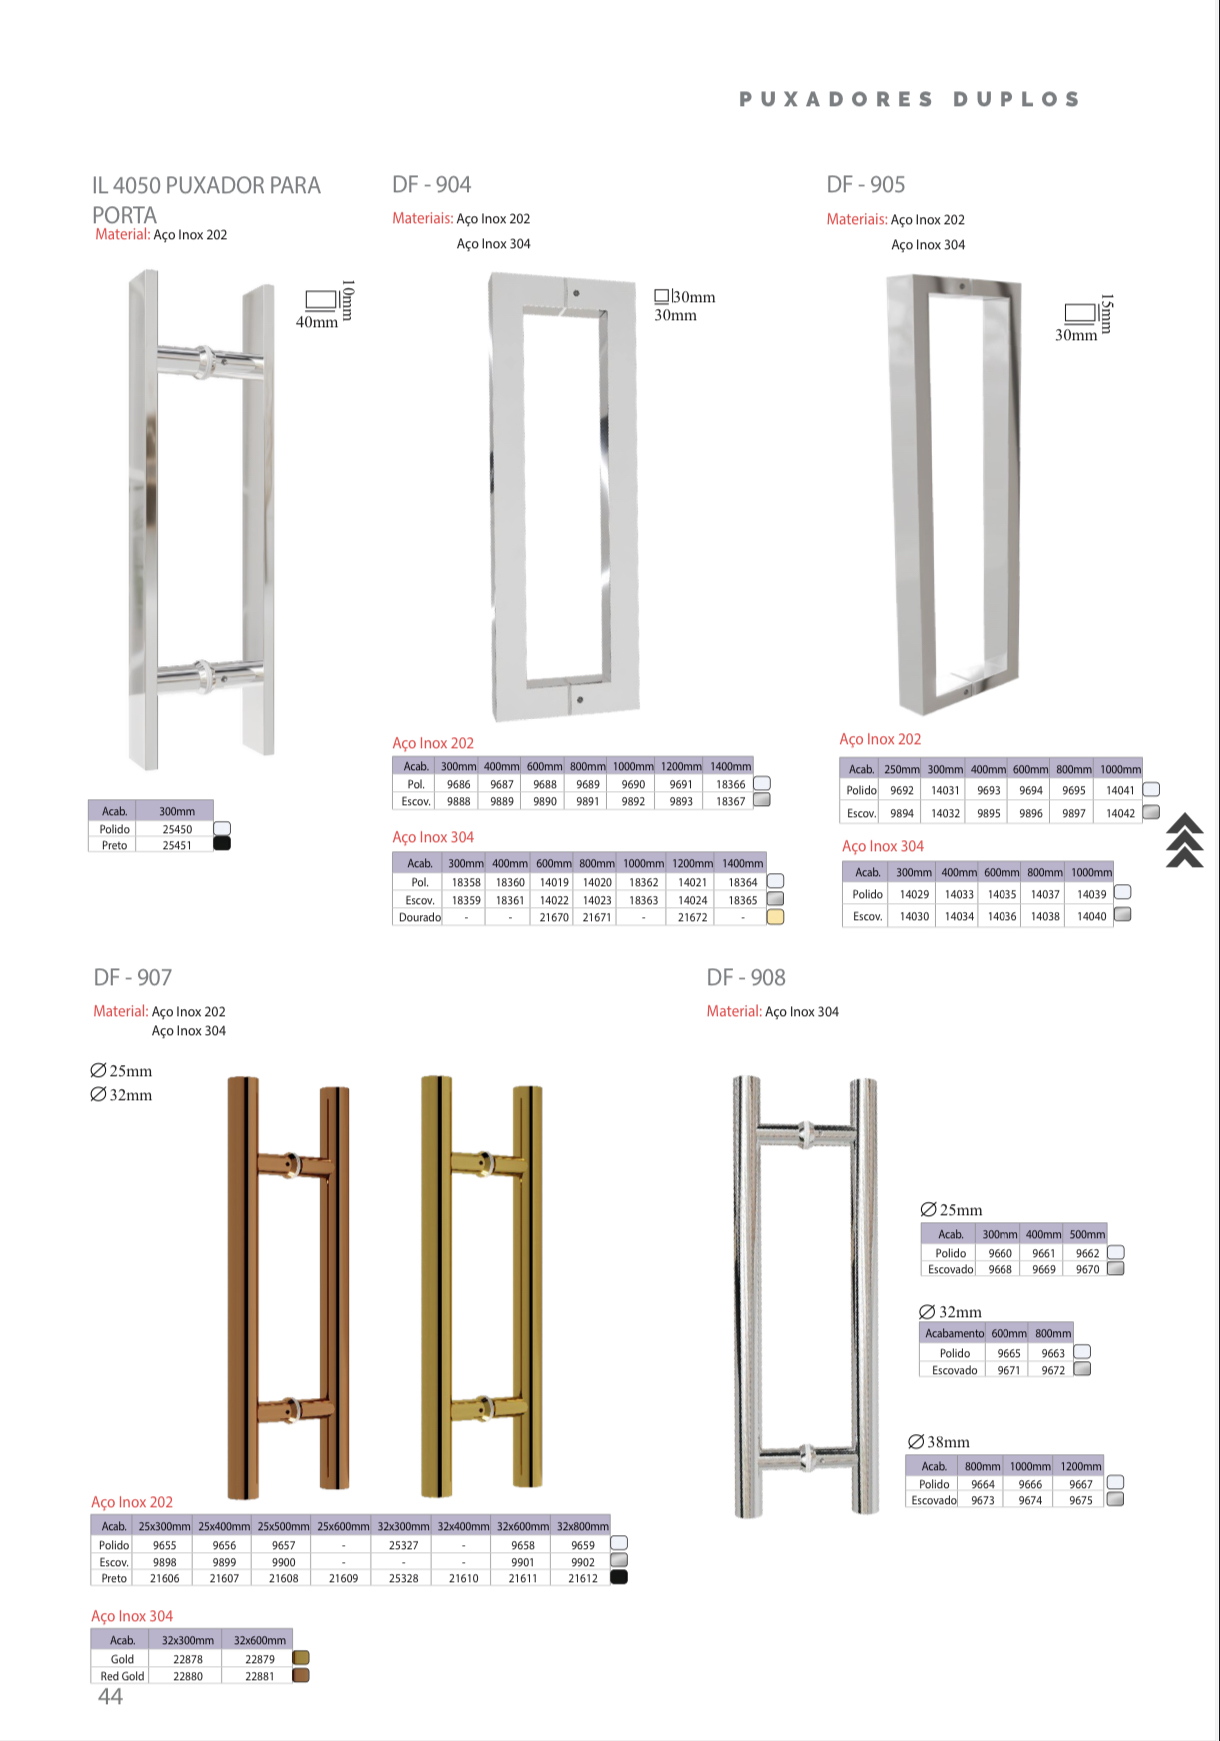 PUXADORES DUPLOS
IL 4050 PUXADOR PARA
PORTA
Material: Aço Inox 202
10mm
40mm
Acab. 300mm
Polido 25450
Preto 25451
DF - 904
Materiais: Aço Inox 202
Aço Inox 304
30mm
30mm
Aço Inox 202
Acab. 300mm 400mm 600mm 800mm 1000mm 1200mm 1400mm
Pol. 9686 9687 9688 9689 9690 9691 18366
Escov. 9888 9889 9890 9891 9892 9893 18367
Aço Inox 304
Acab. 300mm 400mm 600mm 800mm 1000mm 1200mm 1400mm
Pol. 18358 18360 14019 14020 18362 14021 18364
Escov. 18359 18361 14022 14023 18363 14024 18365
Dourado - - 21670 21671 - 21672 -
DF - 905
Materiais: Aço Inox 202
Aço Inox 304
15mm
30mm
Aço Inox 202
Acab. 250mm 300mm 400mm 600mm 800mm 1000mm
Polido 9692 14031 9693 9694 9695 14041
Escov. 9894 14032 9895 9896 9897 14042
Aço Inox 304
Acab. 300mm 400mm 600mm 800mm 1000mm
Polido 14029 14033 14035 14037 14039
Escov. 14030 14034 14036 14038 14040
DF - 907
Material: Aço Inox 202
Aço Inox 304
Ø 25mm
Ø 32mm
Aço Inox 202
Acab. 25x300mm 25x400mm 25x500mm 25x600mm 32x300mm 32x400mm 32x600mm 32x800mm
Polido 9655 9656 9657 - 25327 - 9658 9659
Escov. 9898 9899 9900 - - - 9901 9902
Preto 21606 21607 21608 21609 25328 21610 21611 21612
Aço Inox 304
Acab. 32x300mm 32x600mm
Gold 22878 22879
Red Gold 22880 22881
DF - 908
Material: Aço Inox 304
Ø 25mm
Acab. 300mm 400mm 500mm
Polido 9660 9661 9662
Escovado 9668 9669 9670
Ø 32mm
Acabamento 600mm 800mm
Polido 9665 9663
Escovado 9671 9672
Ø 38mm
Acab. 800mm 1000mm 1200mm
Polido 9664 9666 9667
Escovado 9673 9674 9675
44